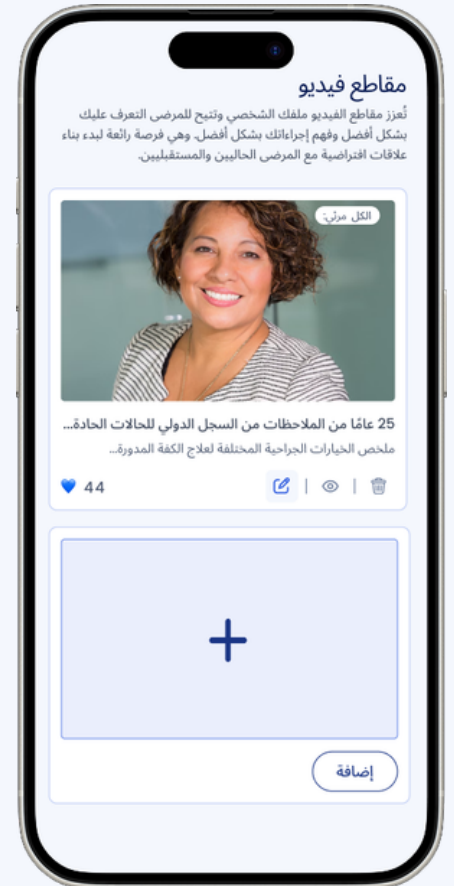 مقاطع فيديو
تُعزز مقاطع الفيديو ملفك الشخصي وتتيح للمرضى التعرف عليك
بشكل أفضل وفهم إجراءاتك بشكل أفضل. وهي فرصة رائعة لبدء بناء
علاقات افتراضية مع المرضى الحاليين والمستقبليين.
الكل مرئي:
25 عامًا من الملاحظات من السجل الدولي للحالات الحادة...
ملخص الخيارات الجراحية المختلفة لعلاج الكفة المدورة...
44
إضافة